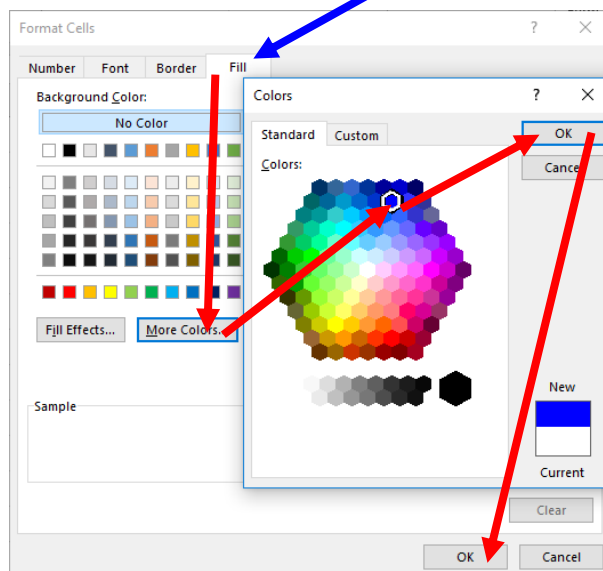 Format Cells
Number Font Border Fill
Background Color:
No Color
Fill Effects...
More Colors...
Sample
Clear
OK
Cancel
Colors
Standard
Custom
Colors:
OK
Cancel
New
Current